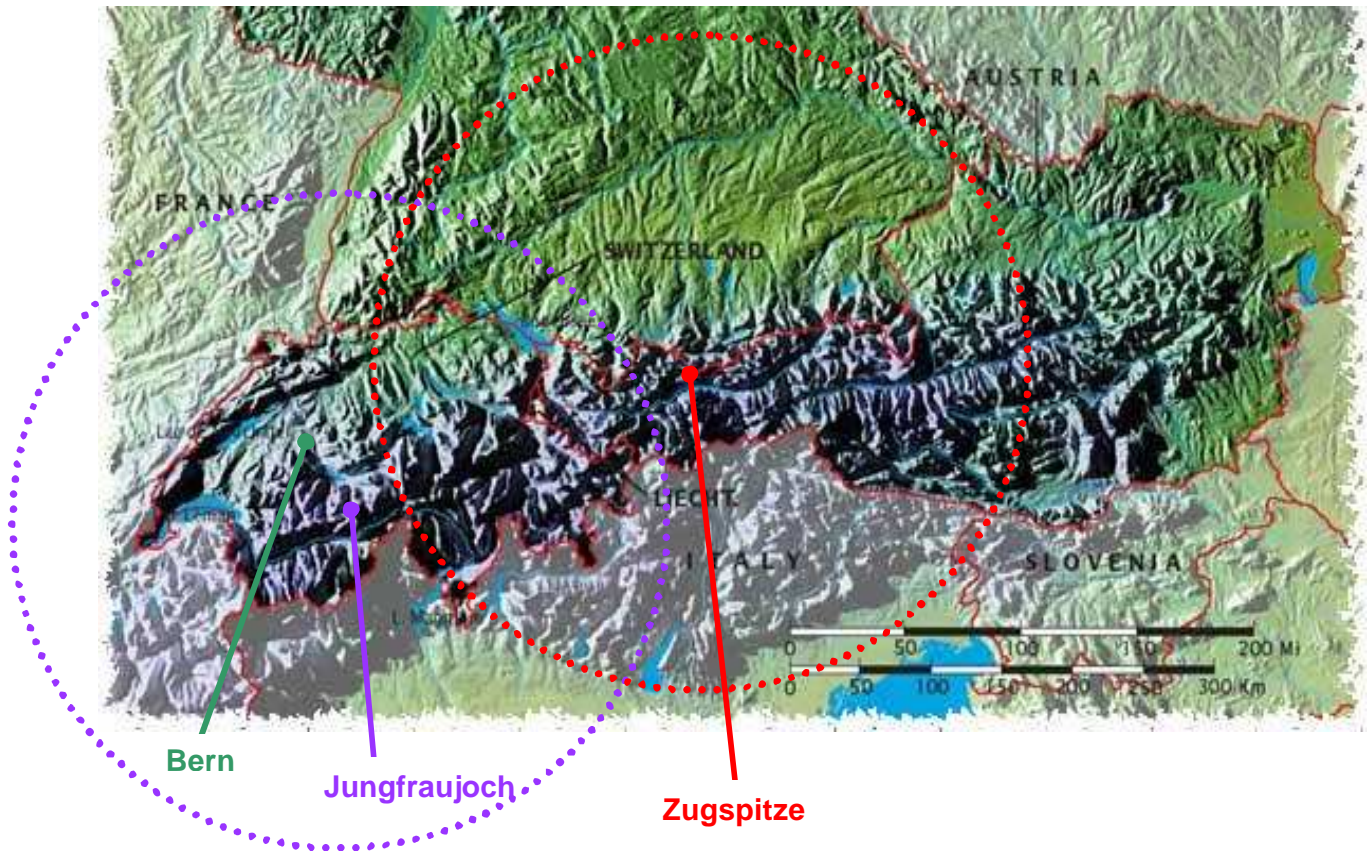 AUSTRIA
FRANCE
SWITZERLAND
LIECHT.
ITALY
SLOVENIA
0 50 100 150 200 Mi
0 50 100 150 200 250 300 Km
Bern
Jungfraujoch
Zugspitze